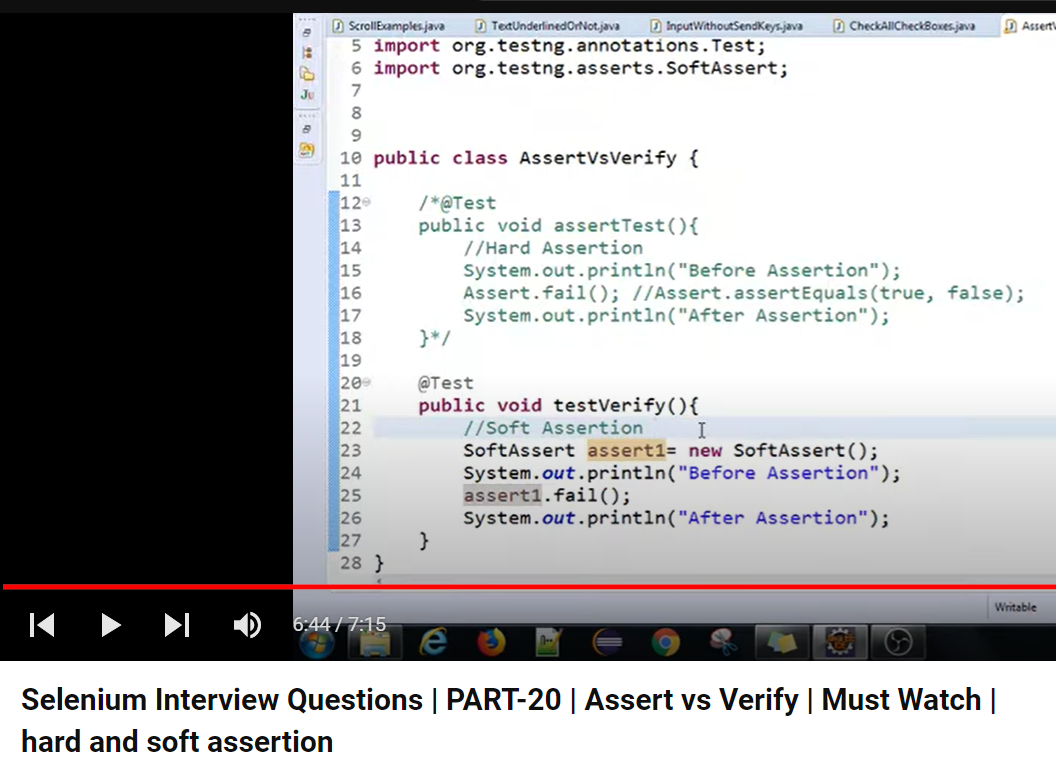 ScrollExamples.java TextUnderlinedOrNot.java InputWithoutSendKeys.java CheckAllCheckBoxes.java
5 import org.testng.annotations.Test;
6 import org.testng.asserts.SoftAssert;
7
8
9
10 public class AssertVsVerify {
11
12 /*@Test
13 public void assertTest(){
14 //Hard Assertion
15 System.out.println("Before Assertion");
16 Assert.fail(); //Assert.assertEquals(true, false);
17 System.out.println("After Assertion");
18 }*/
19
20 @Test
21 public void testVerify(){
22 //Soft Assertion
23 SoftAssert assert1= new SoftAssert();
24 System.out.println("Before Assertion");
25 assert1.fail();
26 System.out.println("After Assertion");
27 }
28 }
Writable
6:44 / 7:15
Selenium Interview Questions | PART-20 | Assert vs Verify | Must Watch |
hard and soft assertion